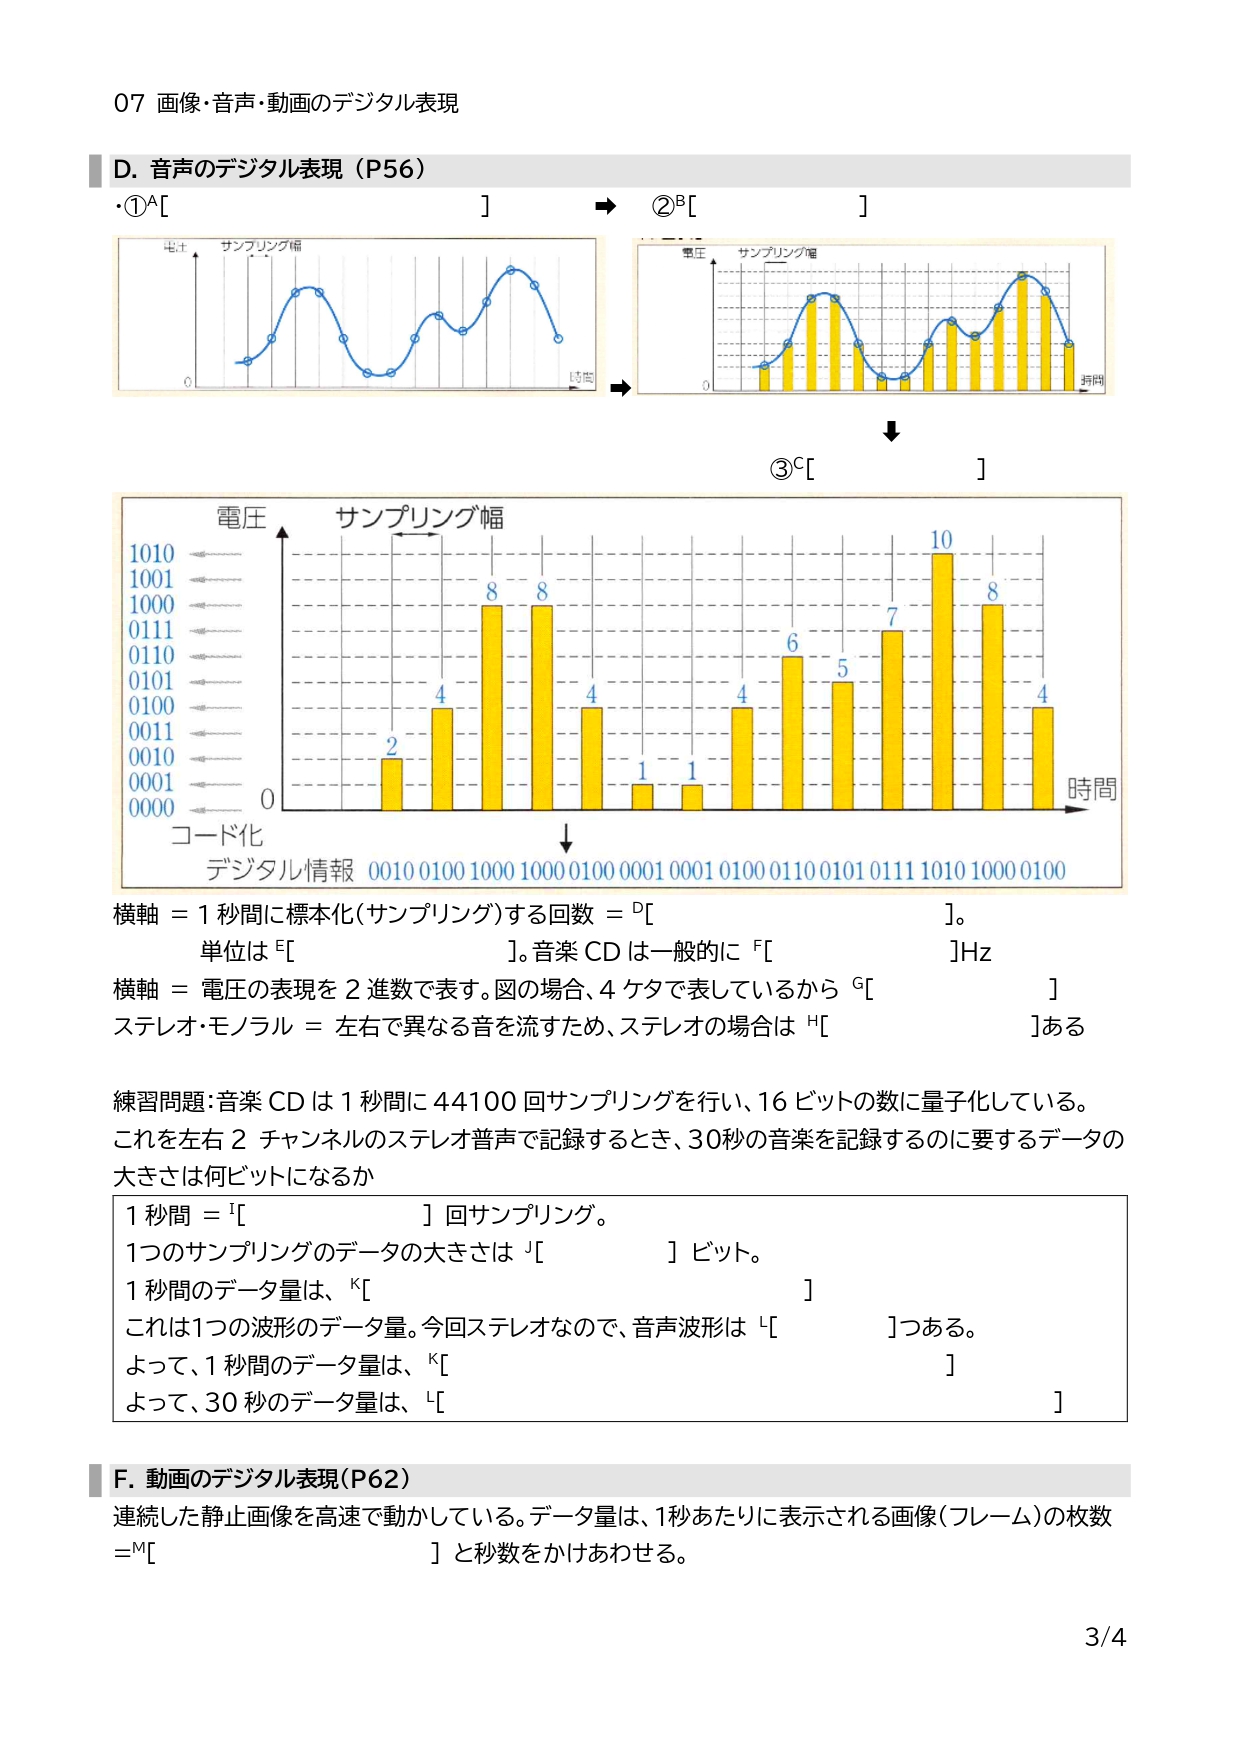 07 画像・音声・動画のデジタル表現
D. 音声のデジタル表現（P56）
・①A[ ] ➡ ②B[ ]
電圧 サンプリング幅
0 時間
電圧 サンプリング幅
0 時間
③C[ ]
電圧 サンプリング幅
1010
1001
1000
0111
0110
0101
0100
0011
0010
0001
0000
0
2 4 8 8 4 1 1 4 6 5 7 10 8 4
時間
コード化
デジタル情報 0010 0100 1000 1000 0100 0001 0001 0100 0110 0101 0111 1010 1000 0100
横軸 = 1秒間に標本化(サンプリング)する回数 = D[ ]。
単位は E[ ]。音楽 CD は一般的に F[ ]Hz
横軸 = 電圧の表現を 2 進数で表す。図の場合、4 ケタで表しているから G[ ]
ステレオ・モノラル = 左右で異なる音を流すため、ステレオの場合は H[ ]ある
練習問題:音楽 CD は 1 秒間に 44100 回サンプリングを行い、16 ビットの数に量子化している。
これを左右 2 チャンネルのステレオ普声で記録するとき、30秒の音楽を記録するのに要するデータの
大きさは何ビットになるか
1 秒間 = I[ ] 回サンプリング。
1つのサンプリングのデータの大きさは J[ ] ビット。
1 秒間のデータ量は、 K[ ]
これは1つの波形のデータ量。今回ステレオなので、音声波形は L[ ]つある。
よって、1 秒間のデータ量は、 K[ ]
よって、30 秒のデータ量は、 L[ ]
F. 動画のデジタル表現(P62)
連続した静止画像を高速で動かしている。データ量は、1秒あたりに表示される画像(フレーム)の枚数
=M[ ] と秒数をかけあわせる。
3/4